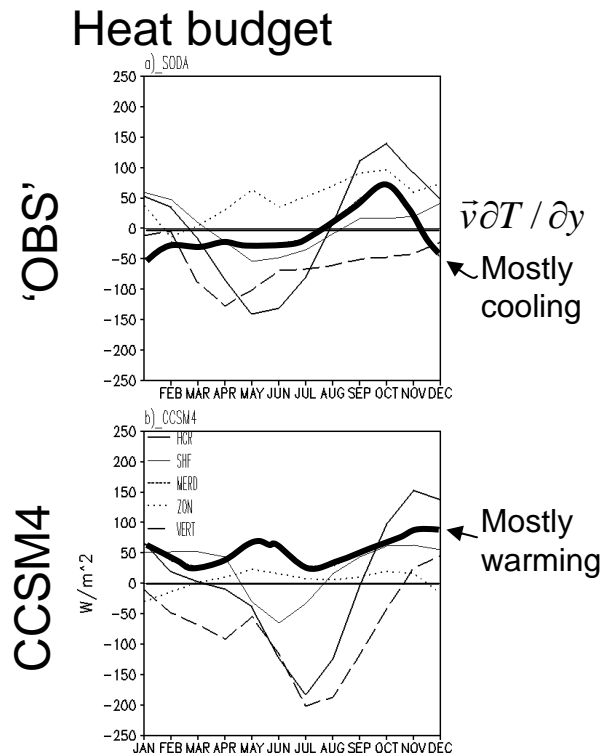 Heat budget
a)_SODA
250
200
150
100
50
0
-50
-100
-150
-200
-250
FEB MAR APR MAY JUN JUL AUG SEP OCT NOV DEC
'OBS'
v⃗∂T / ∂y
Mostly
cooling
b)_CCSM4
HCR
SHF
MERD
ZON
VERT
250
200
150
100
50
0
-50
-100
-150
-200
-250
W/m^2
JAN FEB MAR APR MAY JUN JUL AUG SEP OCT NOV DEC
CCSM4
Mostly
warming